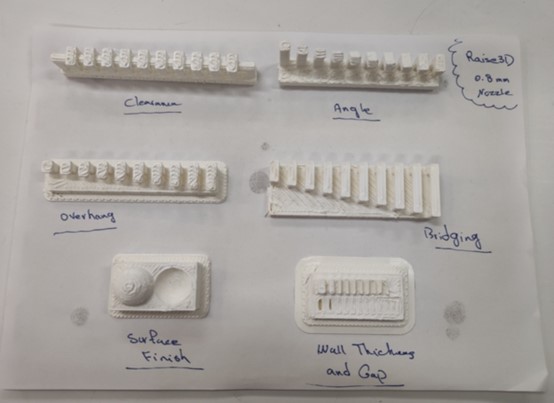 Raise3D
0.8mm
Nozzle
Clearance
Angle
Overhang
Bridging
Surface
Finish
Wall Thickness
and Gap